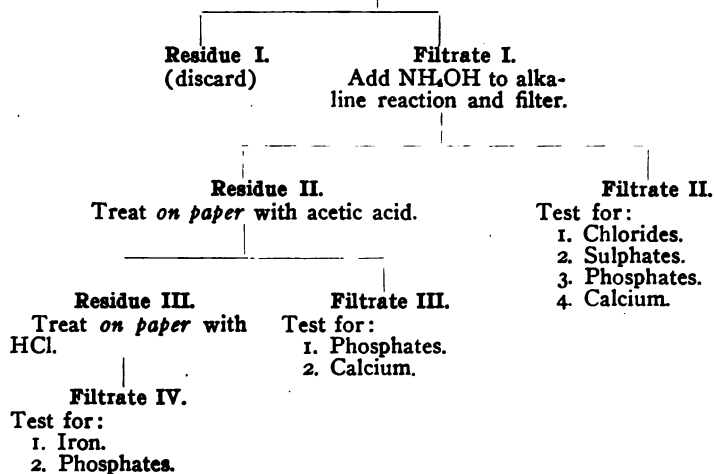 Residue I.
(discard)
Filtrate I.
Add NH₄OH to alka-
line reaction and filter.
Residue II.
Treat on paper with acetic acid.
Filtrate II.
Test for:
1. Chlorides.
2. Sulphates.
3. Phosphates.
4. Calcium.
Residue III.
Treat on paper with
HCl.
Filtrate III.
Test for:
1. Phosphates.
2. Calcium.
Filtrate IV.
Test for:
1. Iron.
2. Phosphates.